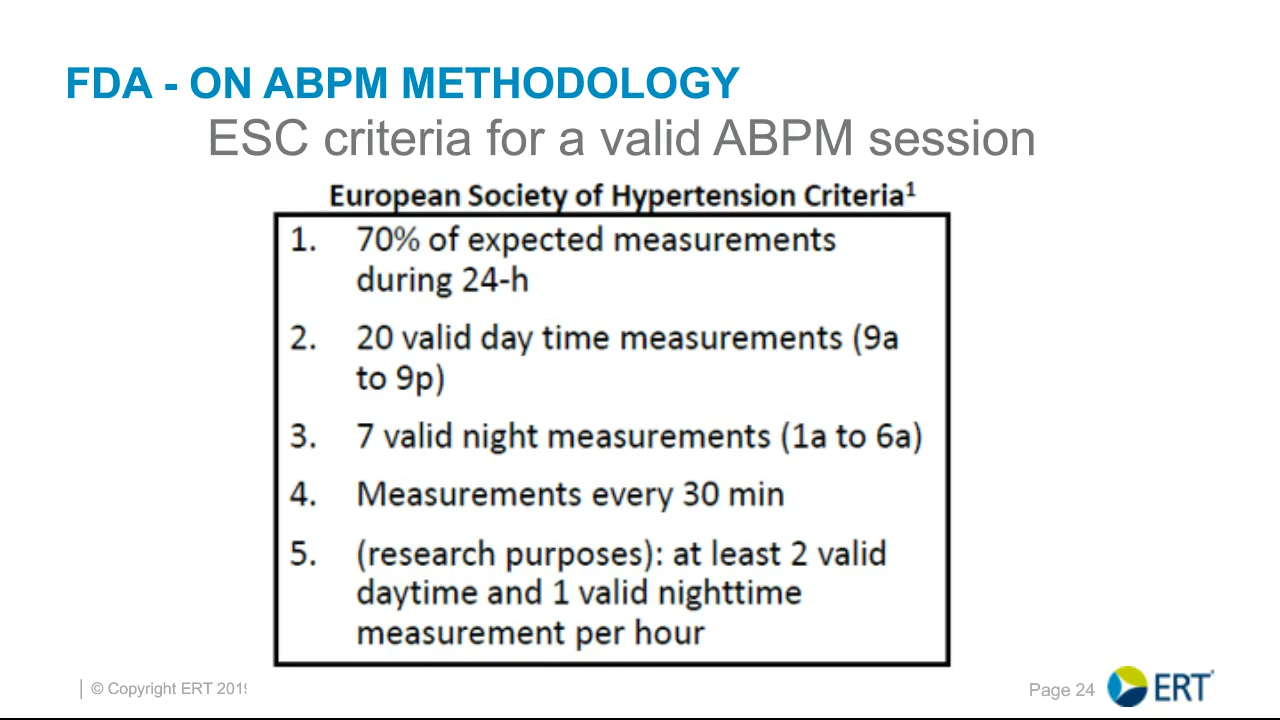 FDA - ON ABPM METHODOLOGY
ESC criteria for a valid ABPM session
European Society of Hypertension Criteria¹
1. 70% of expected measurements
during 24-h
2. 20 valid day time measurements (9a
to 9p)
3. 7 valid night measurements (1a to 6a)
4. Measurements every 30 min
5. (research purposes): at least 2 valid
daytime and 1 valid nighttime
measurement per hour
© Copyright ERT 2019
Page 24
ERT